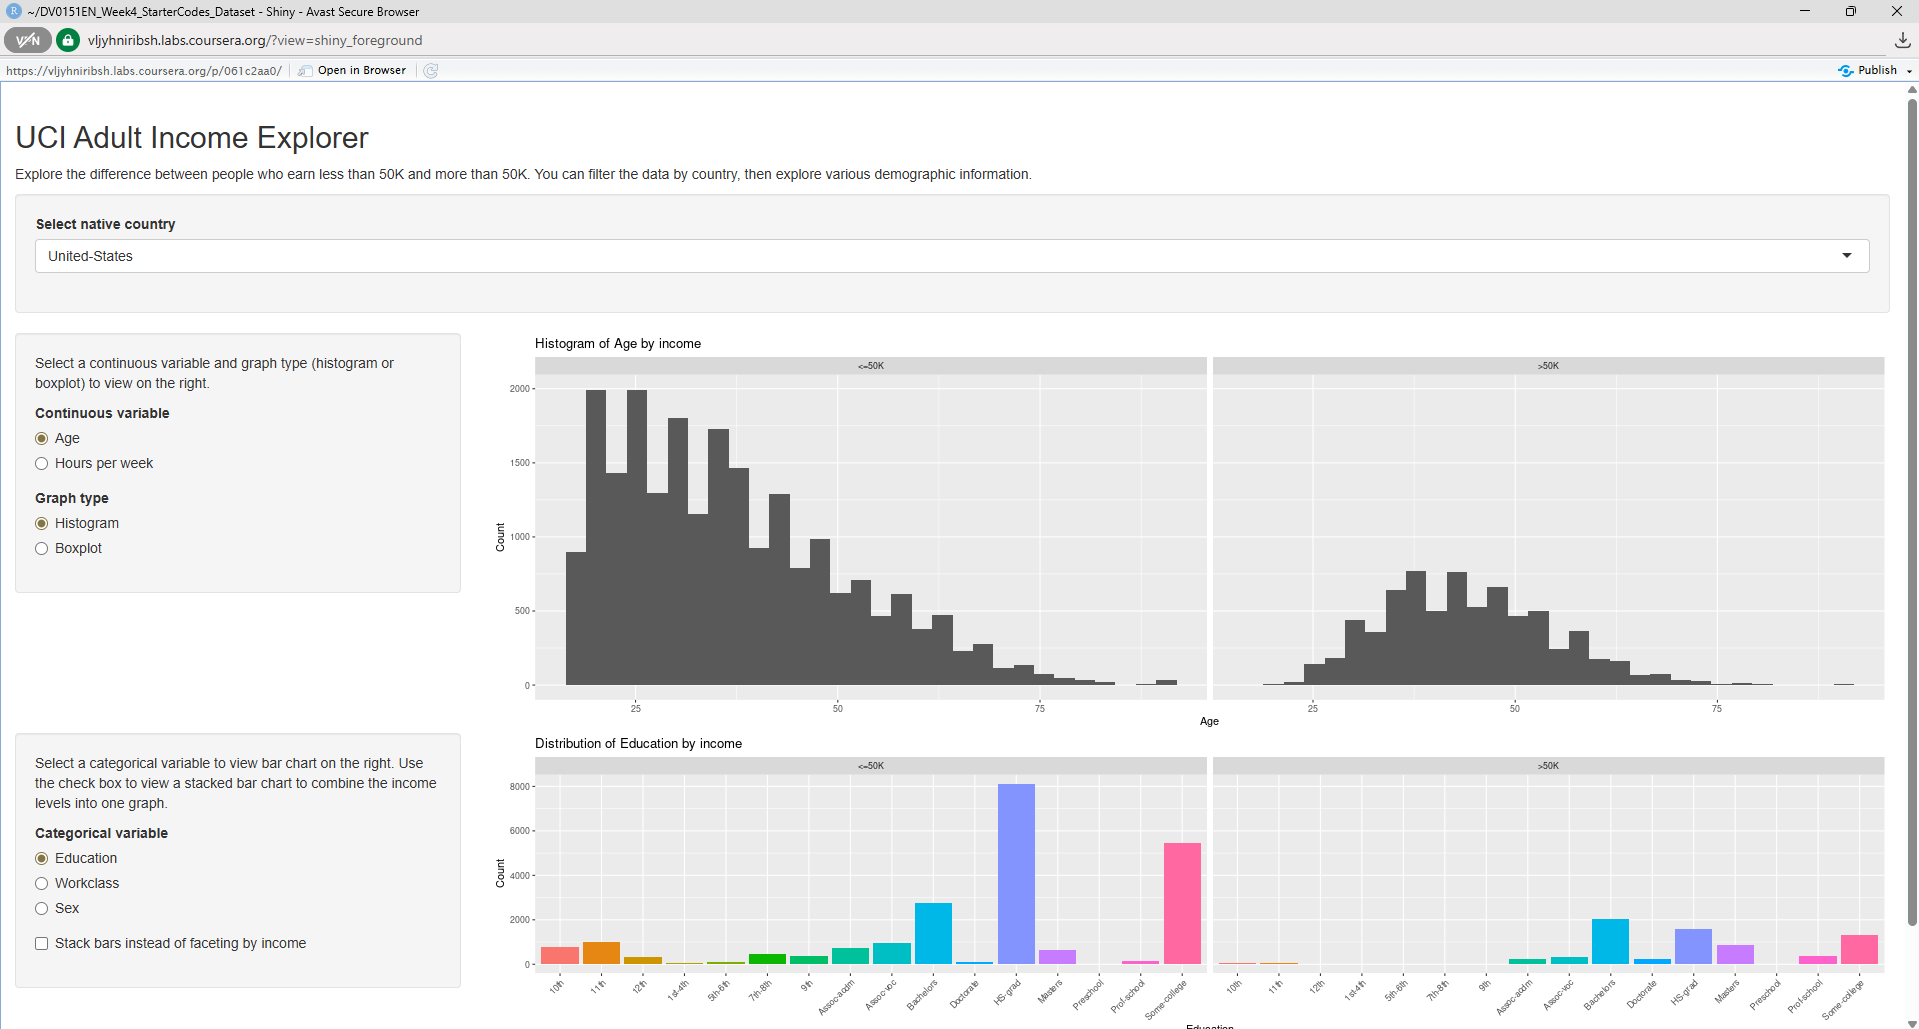 ~/DV0151EN_Week4_StarterCodes_Dataset - Shiny - Avast Secure Browser
VPN
vljyhniribsh.labs.coursera.org/?view=shiny_foreground
https://vljyhniribsh.labs.coursera.org/p/061c2aa0/
Open in Browser
Publish
UCI Adult Income Explorer
Explore the difference between people who earn less than 50K and more than 50K. You can filter the data by country, then explore various demographic information.
Select native country
United-States
Select a continuous variable and graph type (histogram or
boxplot) to view on the right.
Continuous variable
Age
Hours per week
Graph type
Histogram
Boxplot
Histogram of Age by income
<=50K
>50K
2000
1500
1000
500
0
Count
25 50 75
25 50 75
Age
Select a categorical variable to view bar chart on the right. Use
the check box to view a stacked bar chart to combine the income
levels into one graph.
Categorical variable
Education
Workclass
Sex
Stack bars instead of faceting by income
Distribution of Education by income
<=50K
>50K
8000
6000
4000
2000
0
Count
10th 11th 12th 1st-4th 5th-6th 7th-8th 9th Assoc-acdm Assoc-voc Bachelors Doctorate HS-grad Masters Preschool Prof-school Some-college
10th 11th 12th 1st-4th 5th-6th 7th-8th 9th Assoc-acdm Assoc-voc Bachelors Doctorate HS-grad Masters Preschool Prof-school Some-college
Education